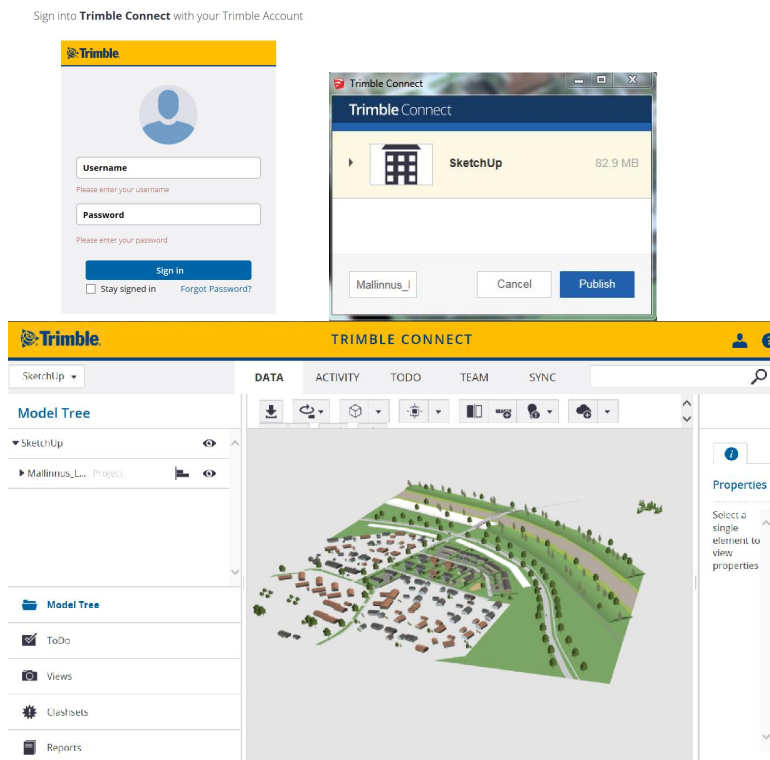 Sign into Trimble Connect with your Trimble Account
Trimble.
Username
Please enter your username
Password
Please enter your password
Sign in
Stay signed in Forgot Password?
Trimble Connect
Trimble Connect
SketchUp 82.9 MB
Mallinnus_l Cancel Publish
Trimble. TRIMBLE CONNECT
SketchUp DATA ACTIVITY TODO TEAM SYNC
Model Tree
SketchUp
Mallinnus_L... Project
Properties
Select a
single
element to
view
properties
Model Tree
ToDo
Views
Clashsets
Reports